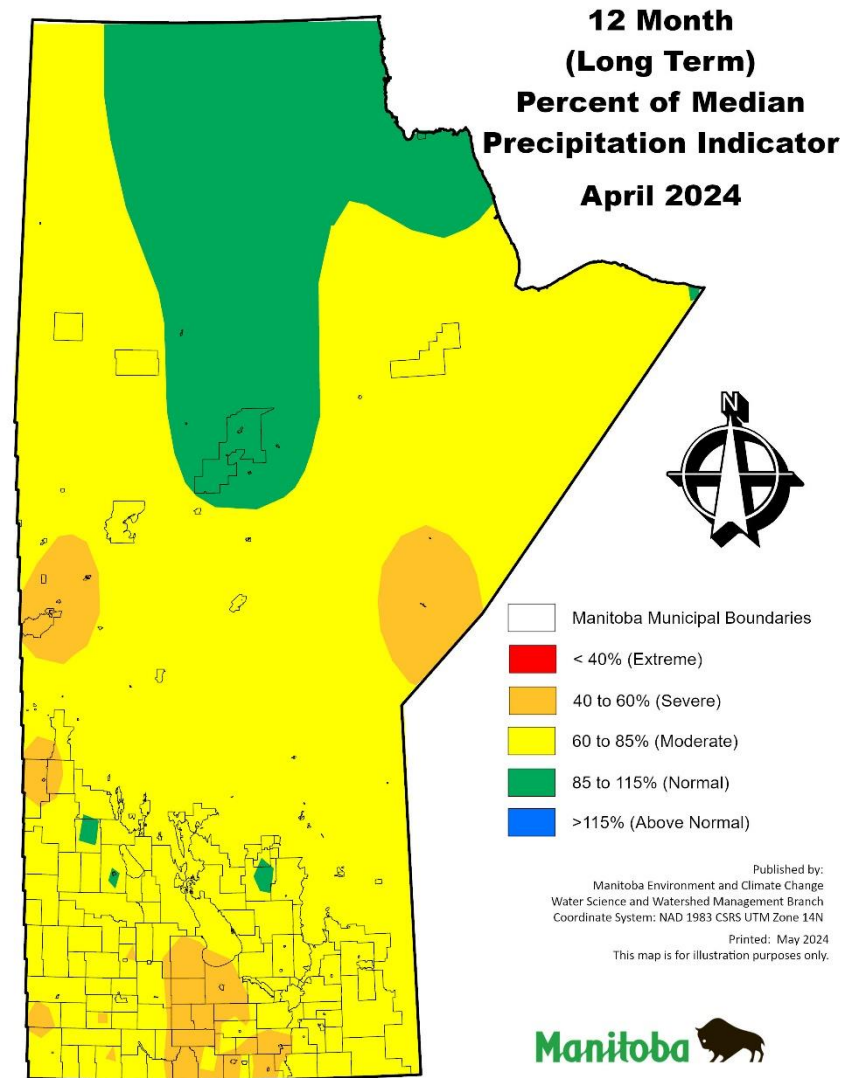 12 Month
(Long Term)
Percent of Median
Precipitation Indicator
April 2024
N
Manitoba Municipal Boundaries
< 40% (Extreme)
40 to 60% (Severe)
60 to 85% (Moderate)
85 to 115% (Normal)
>115% (Above Normal)
Published by:
Manitoba Environment and Climate Change
Water Science and Watershed Management Branch
Coordinate System: NAD 1983 CSRS UTM Zone 14N
Printed: May 2024
This map is for illustration purposes only.
Manitoba